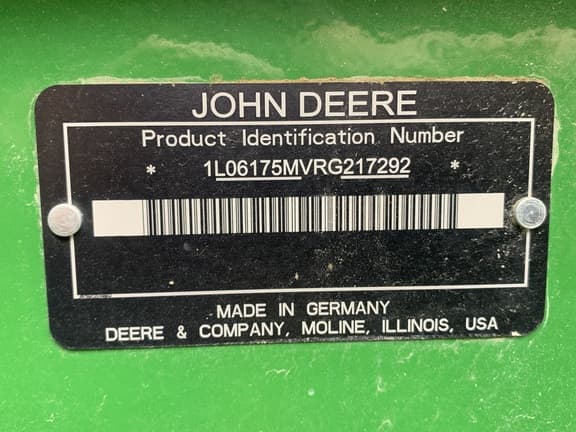 JOHN DEERE
Product Identification Number
* 1L06175MVRG217292 *
MADE IN GERMANY
DEERE & COMPANY, MOLINE, ILLINOIS, USA